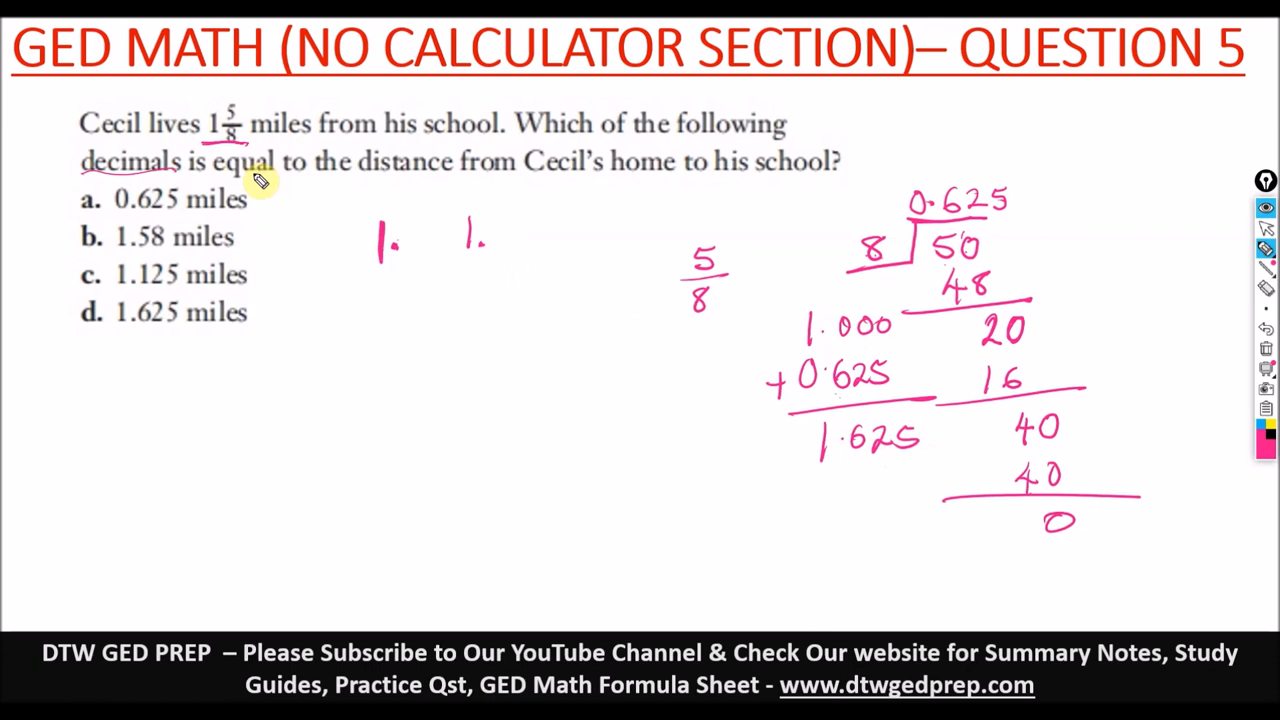 GED MATH (NO CALCULATOR SECTION)– QUESTION 5
Cecil lives 1 5/8 miles from his school. Which of the following
decimals is equal to the distance from Cecil's home to his school?
a. 0.625 miles
b. 1.58 miles
c. 1.125 miles
d. 1.625 miles
1. 1.
5
8
0.625
8 50
48
20
16
40
40
0
1.000
+ 0.625
1.625
DTW GED PREP – Please Subscribe to Our YouTube Channel & Check Our website for Summary Notes, Study
Guides, Practice Qst, GED Math Formula Sheet - www.dtwgedprep.com